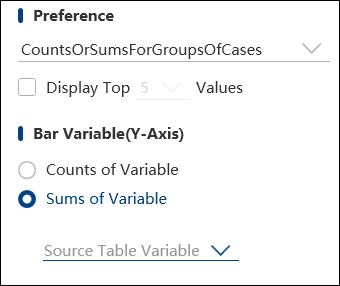 Preference
CountsOrSumsForGroupsOfCases
Display Top 5 Values
Bar Variable(Y-Axis)
Counts of Variable
Sums of Variable
Source Table Variable